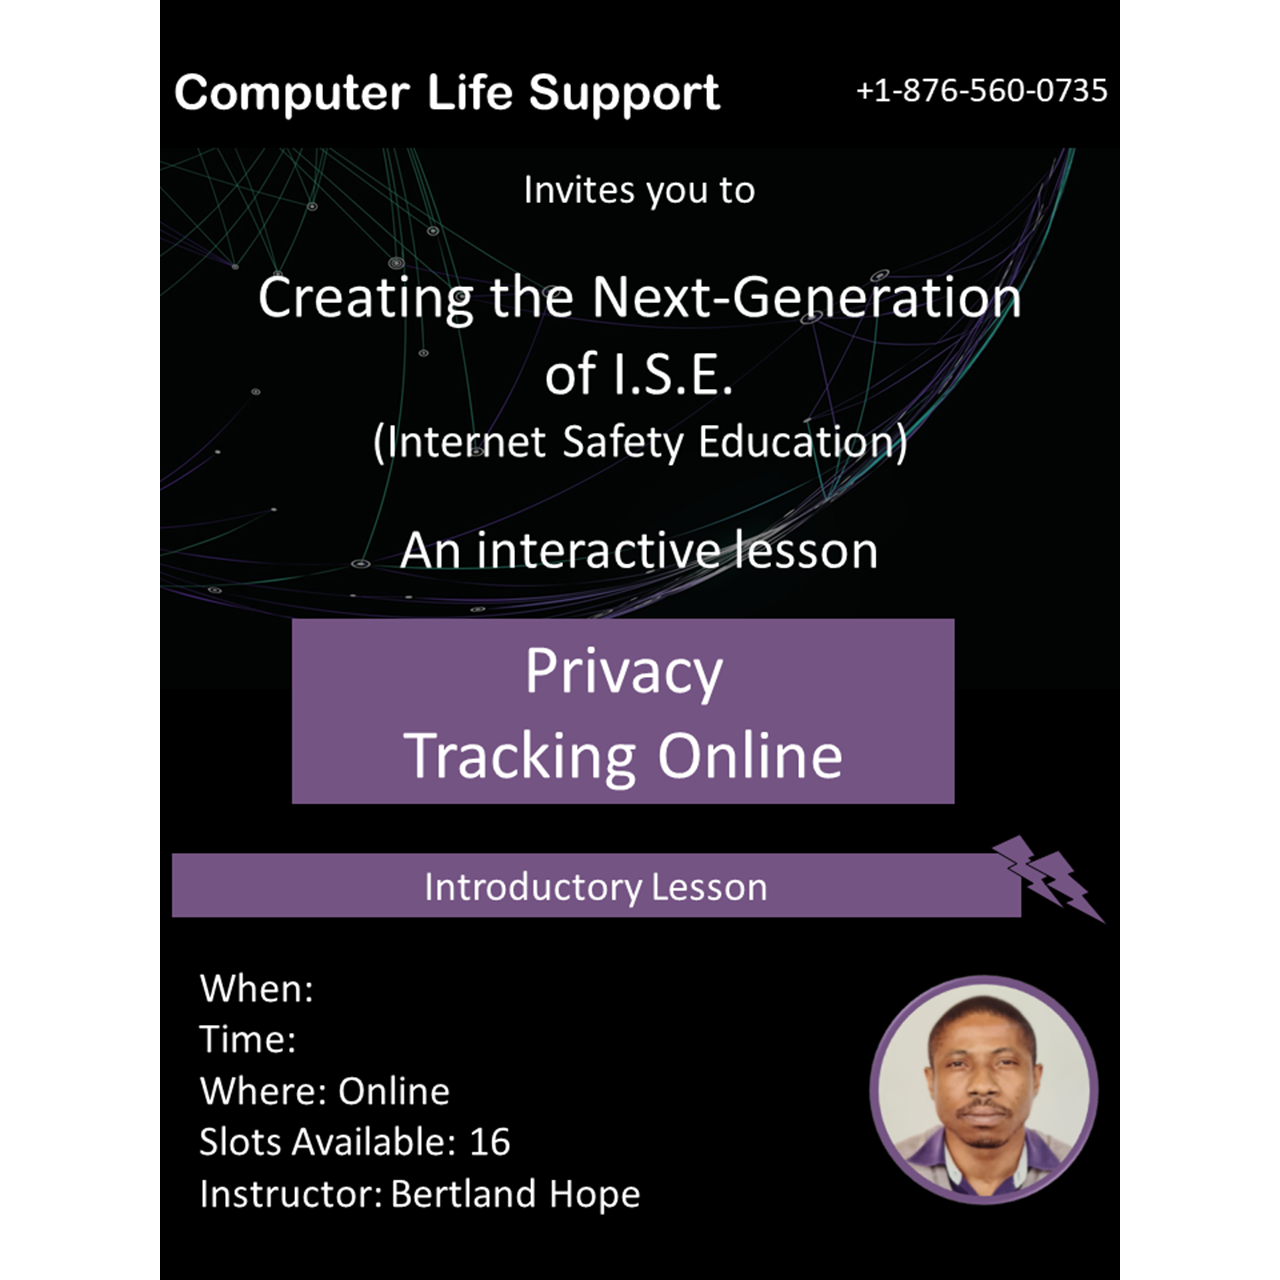 Computer Life Support
+1-876-560-0735
Invites you to
Creating the Next-Generation
of I.S.E.
(Internet Safety Education)
An interactive lesson
Privacy
Tracking Online
Introductory Lesson
When:
Time:
Where: Online
Slots Available: 16
Instructor: Bertland Hope